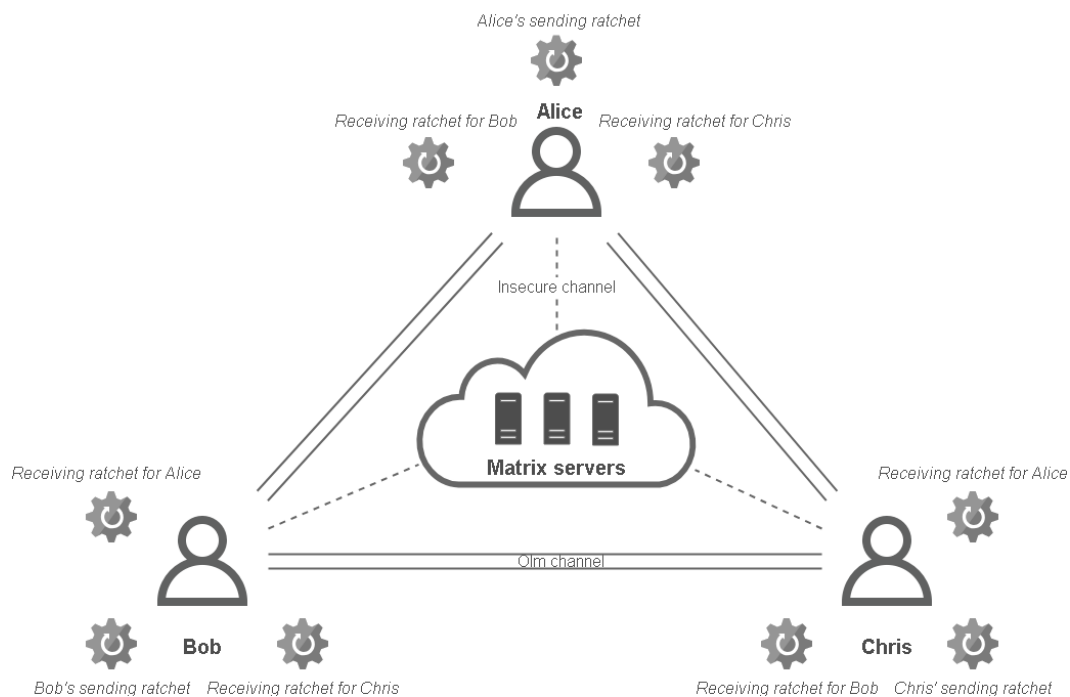 Alice's sending ratchet
Alice
Receiving ratchet for Bob
Receiving ratchet for Chris
Insecure channel
Matrix servers
Receiving ratchet for Alice
Receiving ratchet for Alice
Olm channel
Bob
Chris
Bob's sending ratchet
Receiving ratchet for Chris
Receiving ratchet for Bob
Chris' sending ratchet